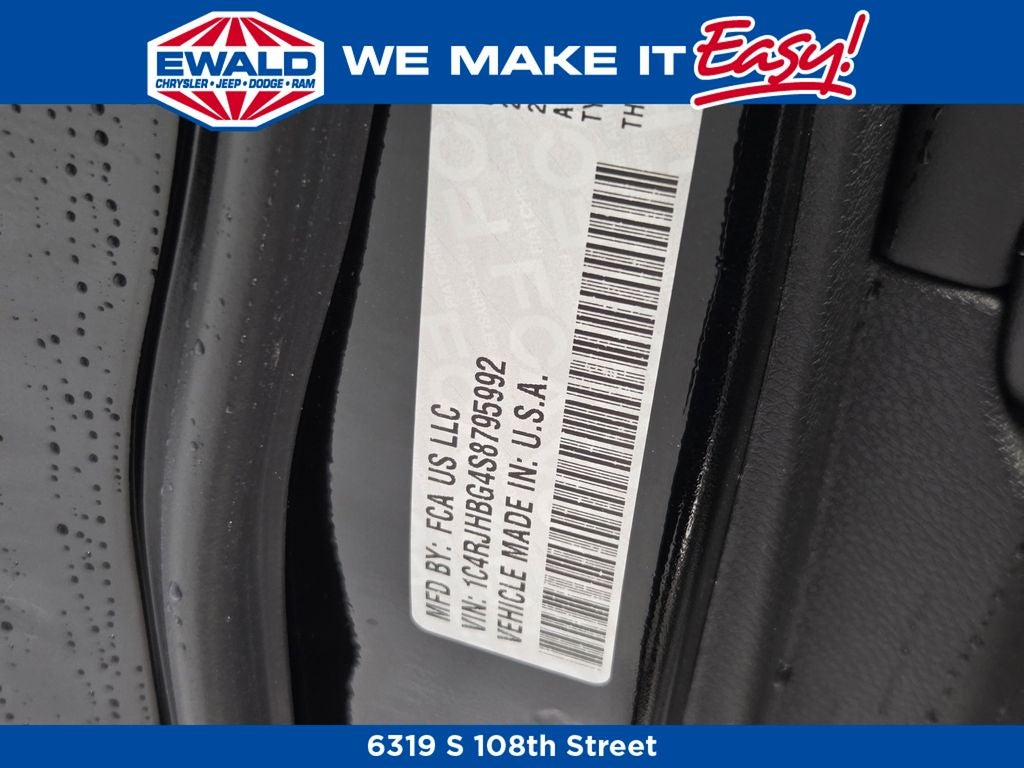 EWALD
CHRYSLER • JEEP • DODGE • RAM
WE MAKE IT Easy!
MFD BY: FCA US LLC
VIN: 1C4RJHBG4S8795992
VEHICLE MADE IN: U.S.A.
6319 S 108th Street